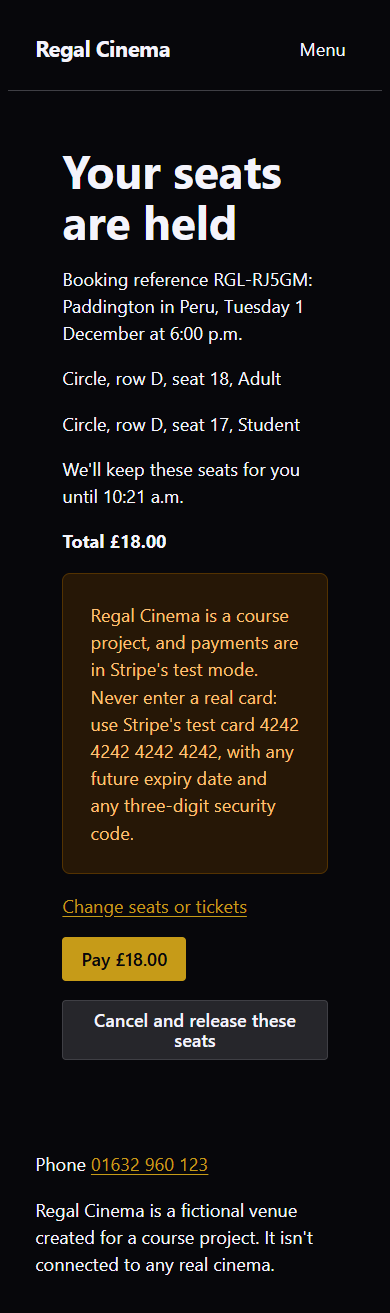 Regal Cinema
Menu
Your seats
are held
Booking reference RGL-RJ5GM:
Paddington in Peru, Tuesday 1
December at 6:00 p.m.
Circle, row D, seat 18, Adult
Circle, row D, seat 17, Student
We'll keep these seats for you
until 10:21 a.m.
Total £18.00
Regal Cinema is a course
project, and payments are
in Stripe's test mode.
Never enter a real card:
use Stripe's test card 4242
4242 4242 4242, with any
future expiry date and
any three-digit security
code.
Change seats or tickets
Pay £18.00
Cancel and release these
seats
Phone 01632 960 123
Regal Cinema is a fictional venue
created for a course project. It isn't
connected to any real cinema.